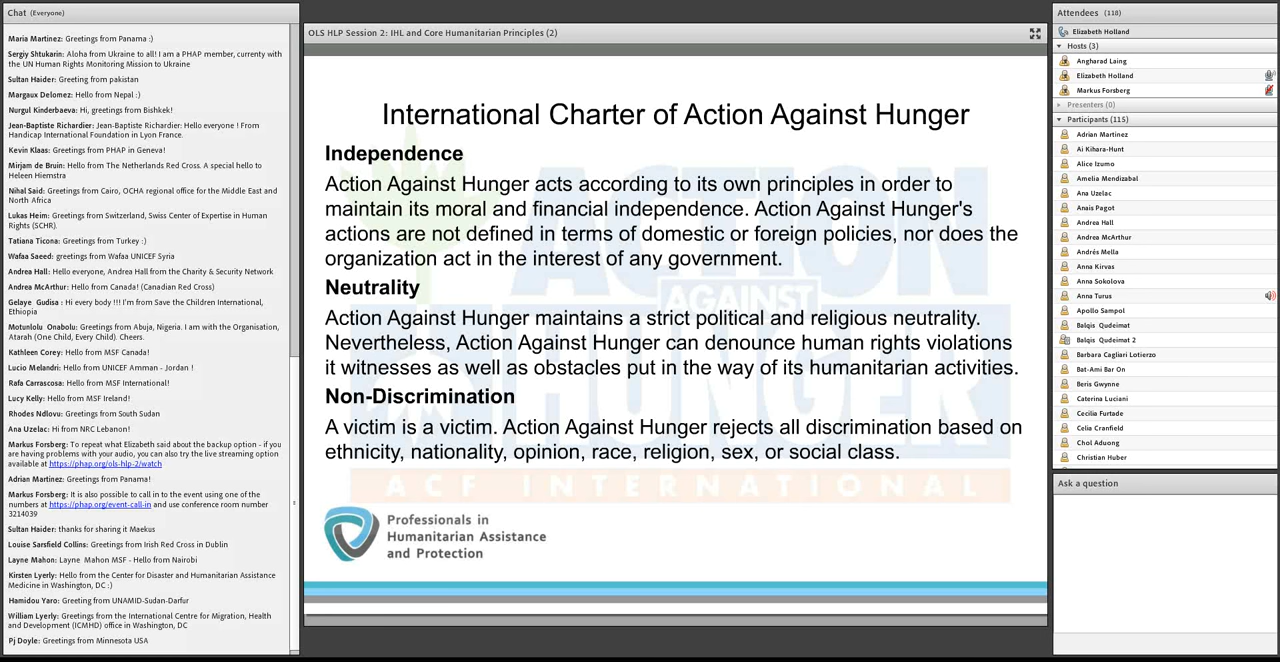 Chat (Everyone)
Maria Martinez: Greetings from Panama :)
Sergiy Shtukarin: Aloha from Ukraine to all! I am a PHAP member, currenty with
the UN Human Rights Monitoring Mission to Ukraine
Sultan Haider: Greeting from pakistan
Margaux Delomez: Hello from Nepal :)
Nurgul Kinderbaeva: Hi, greetings from Bishkek!
Jean-Baptiste Richardier: Jean-Baptiste Richardier: Hello everyone ! From
Handicap International Foundation in Lyon France.
Kevin Klaas: Greetings from PHAP in Geneva!
Mirjam de Bruin: Hello from The Netherlands Red Cross. A special hello to
Heleen Hiemstra
Nihal Said: Greetings from Cairo, OCHA regional office for the Middle East and
North Africa
Lukas Heim: Greetings from Switzerland, Swiss Center of Expertise in Human
Rights (SCHR).
Tatiana Ticona: Greetings from Turkey :)
Wafaa Saeed: greetings from Wafaa UNICEF Syria
Andrea Hall: Hello everyone, Andrea Hall from the Charity & Security Network
Andrea McArthur: Hello from Canada! (Canadian Red Cross)
Gelaye Gudisa : Hi every body !!! I'm from Save the Children International,
Ethiopia
Motunlolu Onabolu: Greetings from Abuja, Nigeria. I am with the Organisation,
Atarah (One Child, Every Child). Cheers.
Kathleen Corey: Hello from MSF Canada!
Lucio Melandri: Hello from UNICEF Amman - Jordan !
Rafa Carrascosa: Hello from MSF International!
Lucy Kelly: Hello from MSF Ireland!
Rhodes Ndlovu: Greetings from South Sudan
Ana Uzelac: Hi from NRC Lebanon!
Markus Forsberg: To repeat what Elizabeth said about the backup option - if you
are having problems with your audio, you can also try the live streaming option
available at https://phap.org/ols-hlp-2/watch
Adrian Martinez: Greetings from Panama!
Markus Forsberg: It is also possible to call in to the event using one of the
numbers at https://phap.org/event-call-in and use conference room number
3214039
Sultan Haider: thanks for sharing it Maekus
Louise Sarsfield Collins: Greetings from Irish Red Cross in Dublin
Layne Mahon: Layne Mahon MSF - Hello from Nairobi
Kirsten Lyerly: Hello from the Center for Disaster and Humanitarian Assistance
Medicine in Washington, DC :)
Hamidou Yaro: Greeting from UNAMID-Sudan-Darfur
William Lyerly: Greetings from the International Centre for Migration, Health
and Development (ICMHD) office in Washington, DC
Pj Doyle: Greetings from Minnesota USA
OLS HLP Session 2: IHL and Core Humanitarian Principles (2)
International Charter of Action Against Hunger
Independence
Action Against Hunger acts according to its own principles in order to
maintain its moral and financial independence. Action Against Hunger's
actions are not defined in terms of domestic or foreign policies, nor does the
organization act in the interest of any government.
Neutrality
Action Against Hunger maintains a strict political and religious neutrality.
Nevertheless, Action Against Hunger can denounce human rights violations
it witnesses as well as obstacles put in the way of its humanitarian activities.
Non-Discrimination
A victim is a victim. Action Against Hunger rejects all discrimination based on
ethnicity, nationality, opinion, race, religion, sex, or social class.
ACTION
AGAINST
HUNGER
ACF INTERNATIONAL
Professionals in
Humanitarian Assistance
and Protection
Attendees (118)
Elizabeth Holland
Hosts (3)
Angharad Laing
Elizabeth Holland
Markus Forsberg
Presenters (0)
Participants (115)
Adrian Martinez
Ai Kihara-Hunt
Alice Izumo
Amelia Mendizabal
Ana Uzelac
Anais Pagot
Andrea Hall
Andrea McArthur
Andrés Mella
Anna Kirvas
Anna Sokolova
Anna Turus
Apollo Sampol
Balqis Qudeimat
Balqis Qudeimat 2
Barbara Cagliari Lotierzo
Bat-Ami Bar On
Beris Gwynne
Caterina Luciani
Cecilia Furtade
Celia Cranfield
Chol Aduong
Christian Huber
Ask a question